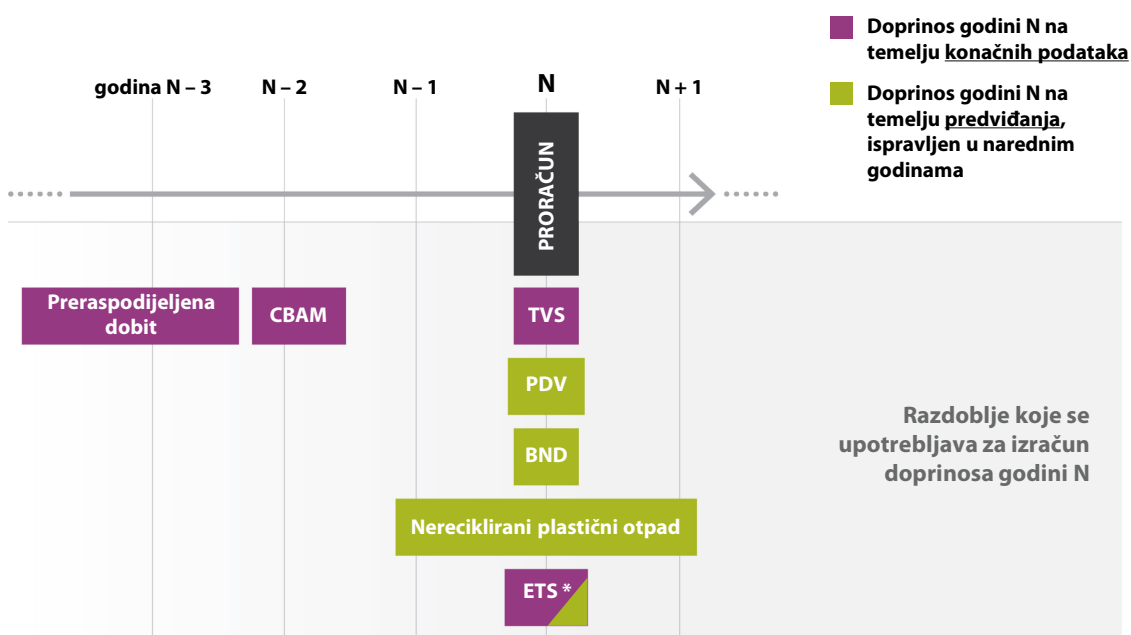 Doprinos godini N na
temelju konačnih podataka
Doprinos godini N na
temelju predviđanja,
ispravljen u narednim
godinama
godina N – 3
N – 2
N – 1
N
N + 1
PRORAČUN
Preraspodijeljena
dobit
CBAM
TVS
PDV
BND
Nereciklirani plastični otpad
ETS *
Razdoblje koje se
upotrebljava za izračun
doprinosa godini N